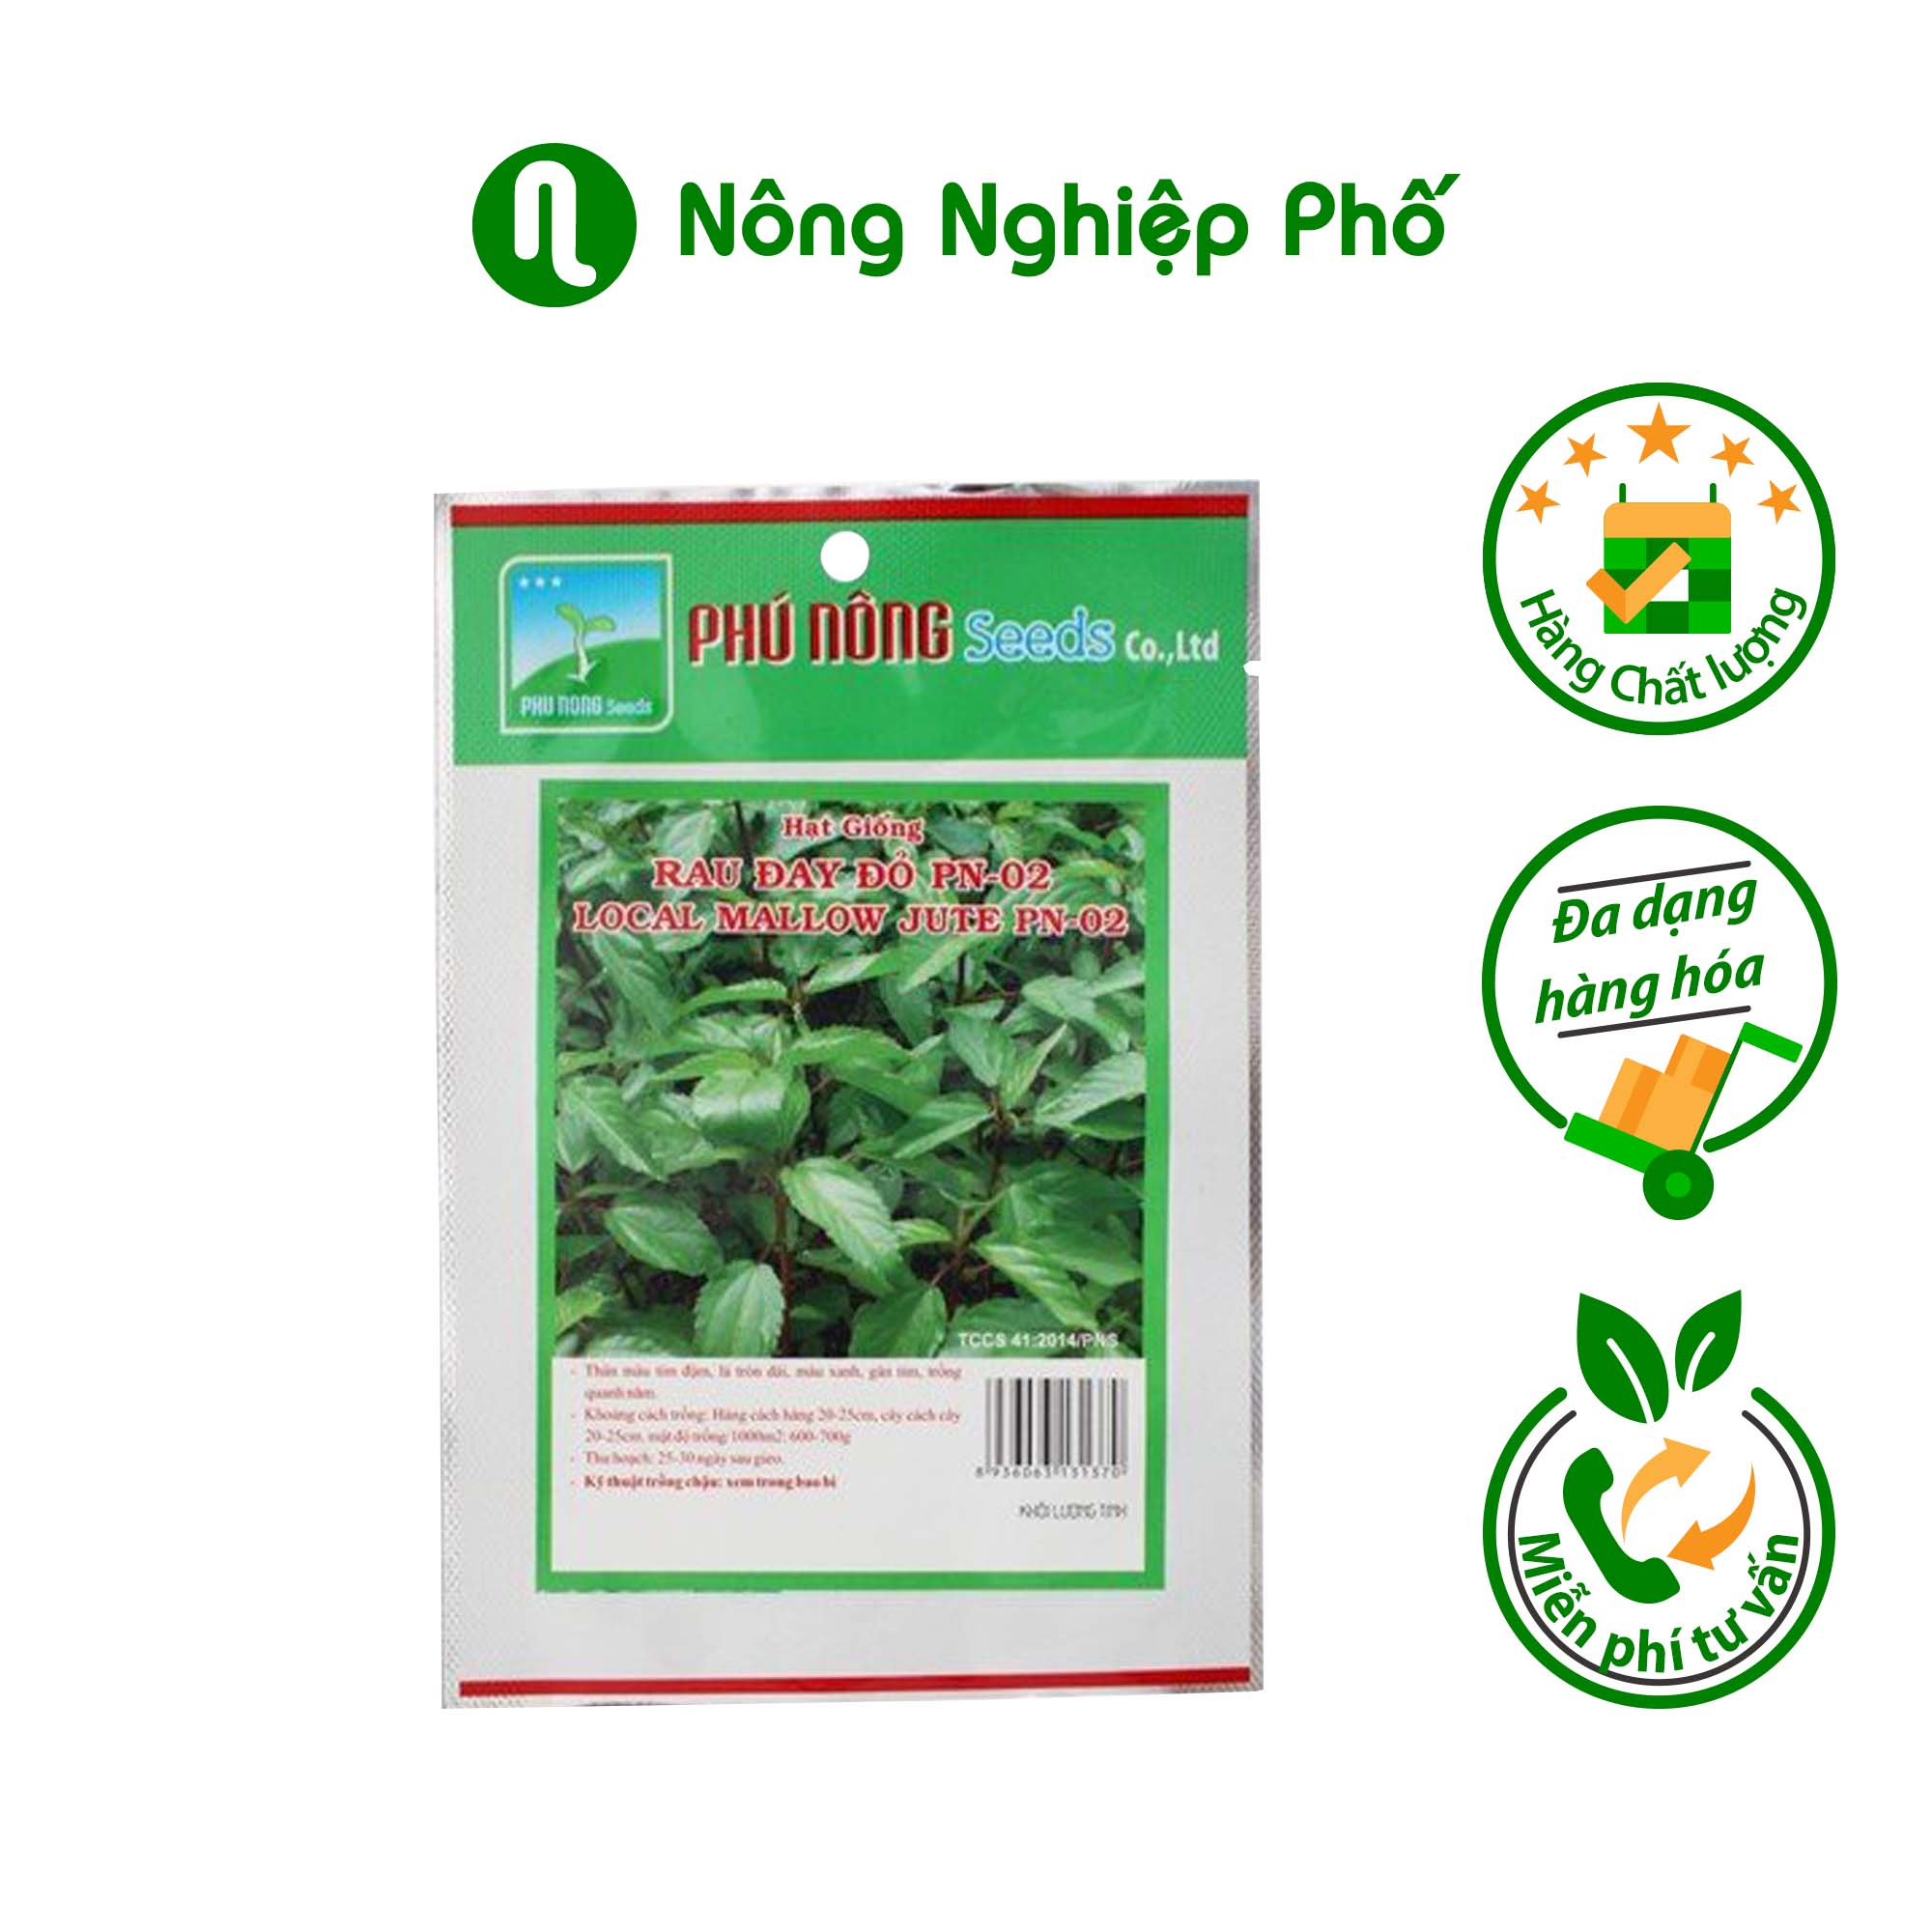 Nông Nghiệp Phố
PHÚ NÔNG Seeds Co.,Ltd
PHU NONG Seeds
Hạt Giống
RAU ĐAY ĐỎ PN-02
LOCAL MALLOW JUTE PN-02
TCCS 41:2014/PNS
- Thân màu tím đậm, lá tròn dài, màu xanh, gân tím, trồng
quanh năm.
- Khoảng cách trồng: Hàng cách hàng 20-25cm, cây cách cây
20-25cm. mật độ trồng/1000m2: 600-700g
- Thu hoạch: 25-30 ngày sau gieo.
- Kỹ thuật trồng chậu: xem trong bao bì
KHỐI LƯỢNG TỊNH
Hàng Chất lượng
Đa dạng
hàng hóa
Miễn phí tư vấn